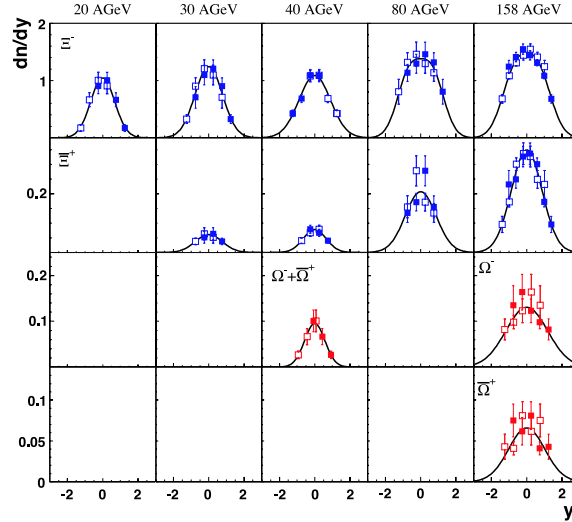 20 AGeV 30 AGeV 40 AGeV 80 AGeV 158 AGeV
dn/dy
Ξ⁻
1
0
Ξ̅⁺
0.2
Ω⁻+Ω̅⁺ Ω⁻
0.2
0.1
Ω̅⁺
0.1
0.05
0
-2 0 2 -2 0 2 -2 0 2 -2 0 2 -2 0 2
y